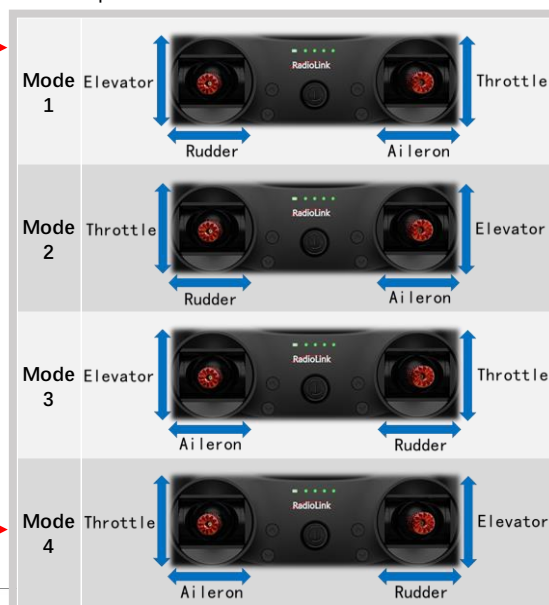 RadioLink
Mode 1
Elevator
Throttle
Rudder
Aileron
RadioLink
Mode 2
Throttle
Elevator
Rudder
Aileron
RadioLink
Mode 3
Elevator
Throttle
Aileron
Rudder
RadioLink
Mode 4
Throttle
Elevator
Aileron
Rudder